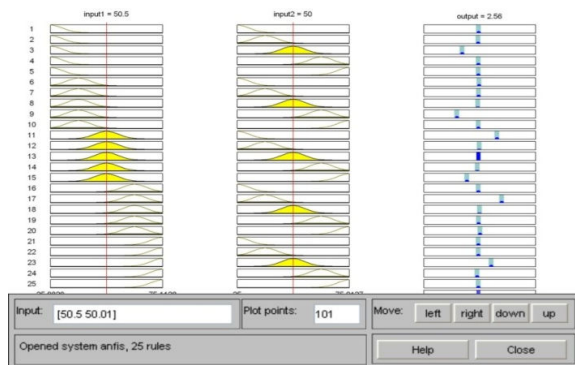 input1 = 50.5
input2 = 50
output = 2.56
1
2
3
4
5
6
7
8
9
10
11
12
13
14
15
16
17
18
19
20
21
22
23
24
25
Input:
[50.5 50.01]
Plot points:
101
Move:
left
right
down
up
Opened system anfis, 25 rules
Help
Close